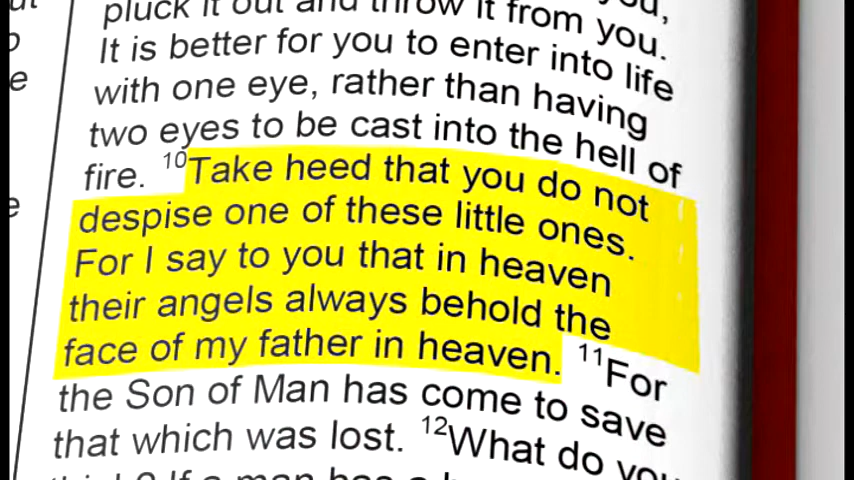 pluck it out and throw it from you.
It is better for you to enter into life
with one eye, rather than having
two eyes to be cast into the hell of
fire. 10Take heed that you do not
despise one of these little ones.
For I say to you that in heaven
their angels always behold the
face of my father in heaven. 11For
the Son of Man has come to save
that which was lost. 12What do you